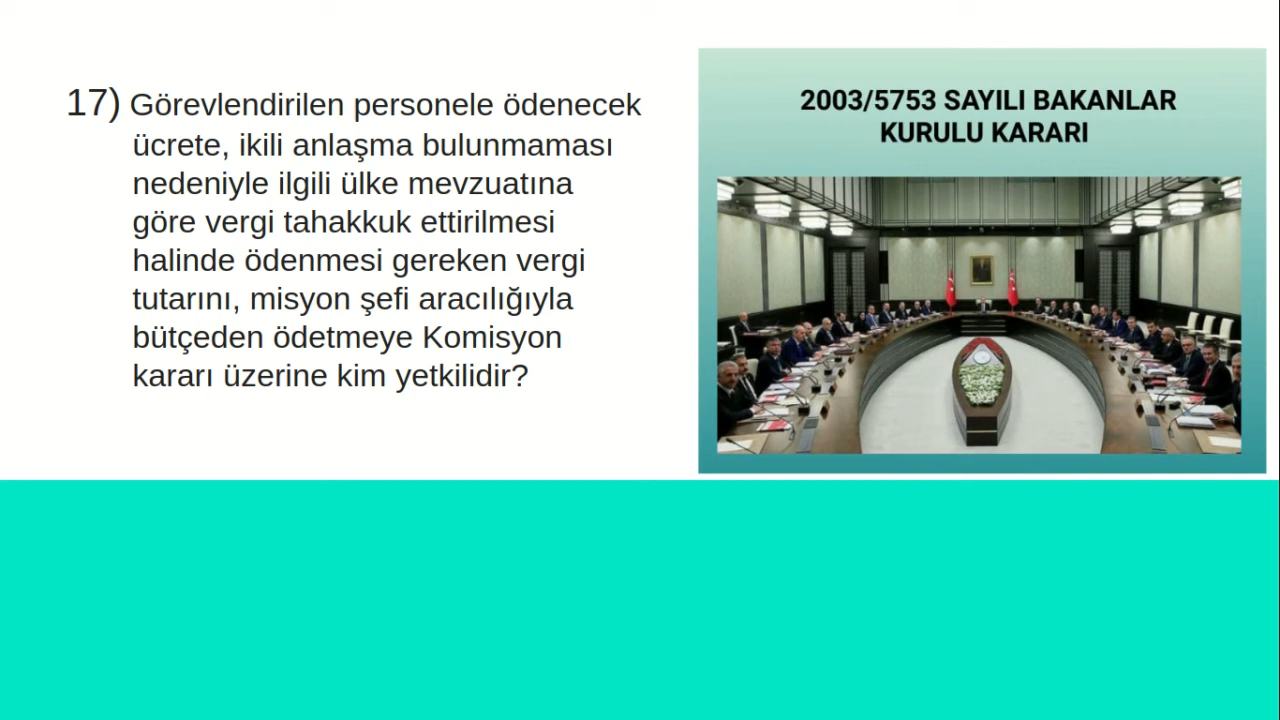 17) Görevlendirilen personele ödenecek
ücrete, ikili anlaşma bulunmaması
nedeniyle ilgili ülke mevzuatına
göre vergi tahakkuk ettirilmesi
halinde ödenmesi gereken vergi
tutarını, misyon şefi aracılığıyla
bütçeden ödetmeye Komisyon
kararı üzerine kim yetkilidir?
2003/5753 SAYILI BAKANLAR
KURULU KARARI